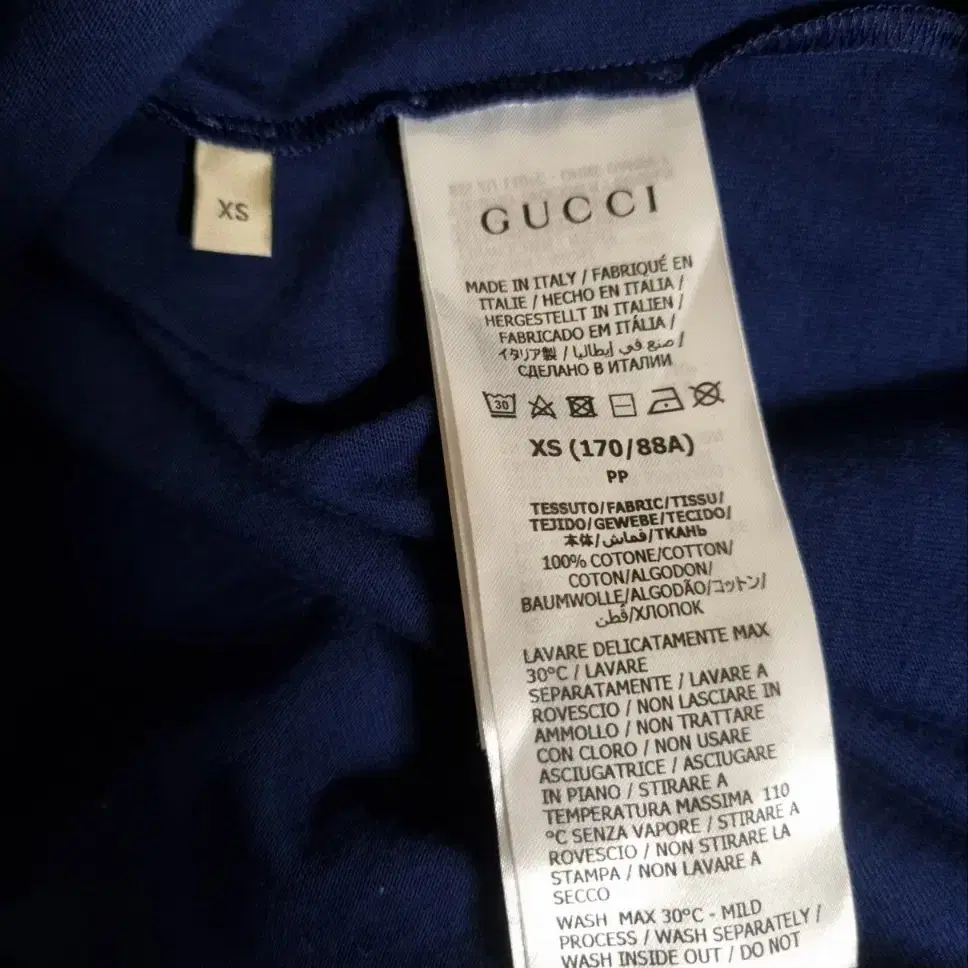 XS
GUCCI
MADE IN ITALY / FABRIQUÉ EN
ITALIE / HECHO EN ITALIA /
HERGESTELLT IN ITALIEN /
FABRICADO EM ITÁLIA /
イタリア製 / صنع في إيطاليا /
СДЕЛАНО В ИТАЛИИ
30
XS (170/88A)
PP
TESSUTO/FABRIC/TISSU/
TEJIDO/GEWEBE/TECIDO/
本体/قماش/ТКАНЬ
100% COTONE/COTTON/
COTON/ALGODON/
BAUMWOLLE/ALGODÃO/コットン/
قطن/ХЛОПОК
LAVARE DELICATAMENTE MAX
30°C / LAVARE
SEPARATAMENTE / LAVARE A
ROVESCIO / NON LASCIARE IN
AMMOLLO / NON TRATTARE
CON CLORO / NON USARE
ASCIUGATRICE / ASCIUGARE
IN PIANO / STIRARE A
TEMPERATURA MASSIMA 110
°C SENZA VAPORE / STIRARE A
ROVESCIO / NON STIRARE LA
STAMPA / NON LAVARE A
SECCO
WASH MAX 30°C - MILD
PROCESS / WASH SEPARATELY /
WASH INSIDE OUT / DO NOT